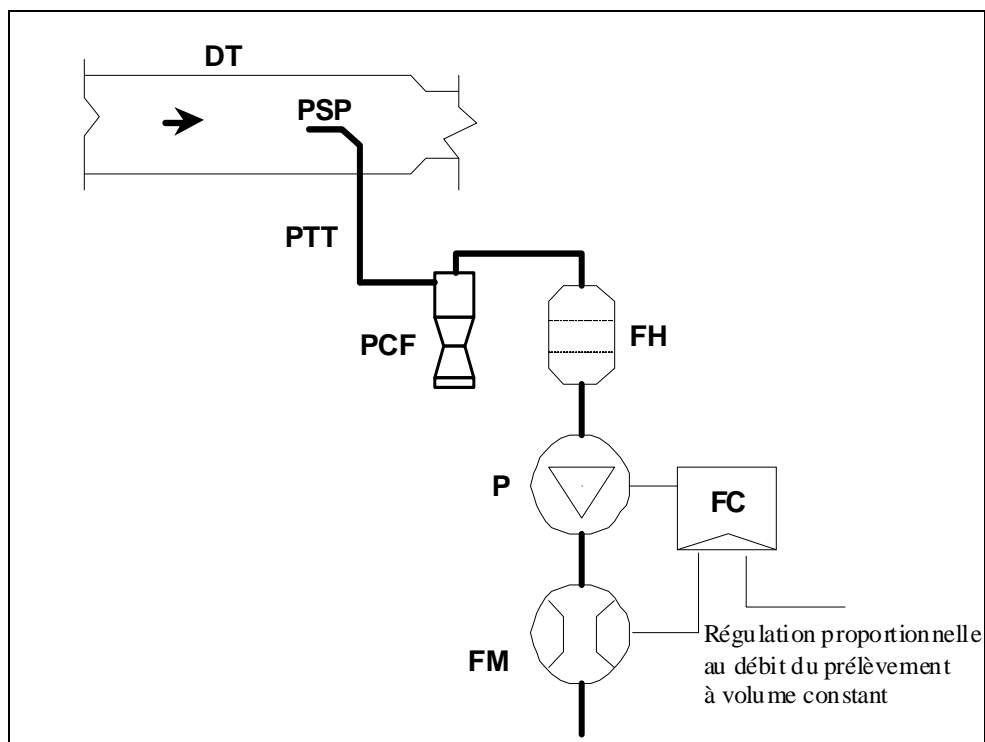 DT
PSP
PTT
PCF
FH
P
FC
FM
Régulation proportionnelle
au débit du prélèvement
à volume constant